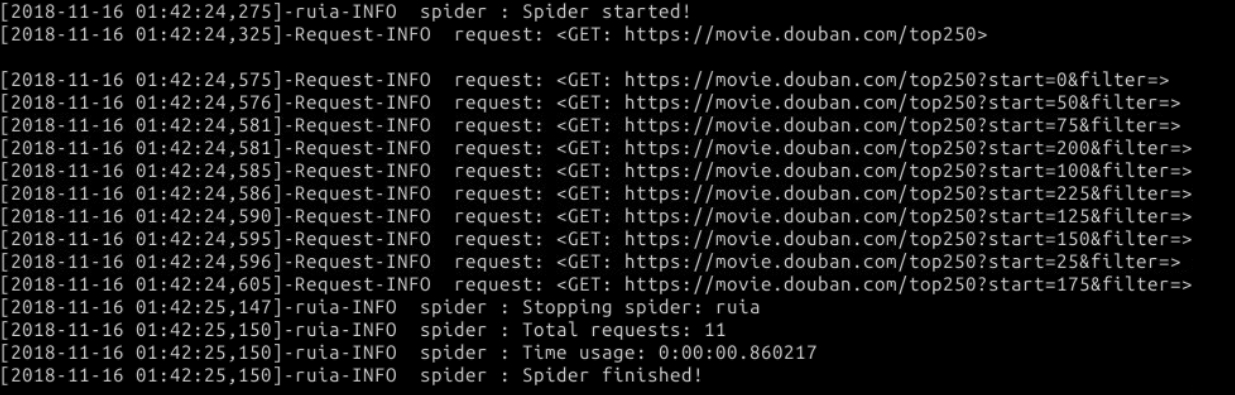 [2018-11-16 01:42:24,275]-ruia-INFO  spider : Spider started!
[2018-11-16 01:42:24,325]-Request-INFO  request: <GET: https://movie.douban.com/top250>
[2018-11-16 01:42:24,575]-Request-INFO  request: <GET: https://movie.douban.com/top250?start=0&filter=>
[2018-11-16 01:42:24,576]-Request-INFO  request: <GET: https://movie.douban.com/top250?start=50&filter=>
[2018-11-16 01:42:24,581]-Request-INFO  request: <GET: https://movie.douban.com/top250?start=75&filter=>
[2018-11-16 01:42:24,581]-Request-INFO  request: <GET: https://movie.douban.com/top250?start=200&filter=>
[2018-11-16 01:42:24,585]-Request-INFO  request: <GET: https://movie.douban.com/top250?start=100&filter=>
[2018-11-16 01:42:24,586]-Request-INFO  request: <GET: https://movie.douban.com/top250?start=225&filter=>
[2018-11-16 01:42:24,590]-Request-INFO  request: <GET: https://movie.douban.com/top250?start=125&filter=>
[2018-11-16 01:42:24,595]-Request-INFO  request: <GET: https://movie.douban.com/top250?start=150&filter=>
[2018-11-16 01:42:24,596]-Request-INFO  request: <GET: https://movie.douban.com/top250?start=25&filter=>
[2018-11-16 01:42:24,605]-Request-INFO  request: <GET: https://movie.douban.com/top250?start=175&filter=>
[2018-11-16 01:42:25,147]-ruia-INFO  spider : Stopping spider: ruia
[2018-11-16 01:42:25,150]-ruia-INFO  spider : Total requests: 11
[2018-11-16 01:42:25,150]-ruia-INFO  spider : Time usage: 0:00:00.860217
[2018-11-16 01:42:25,150]-ruia-INFO  spider : Spider finished!